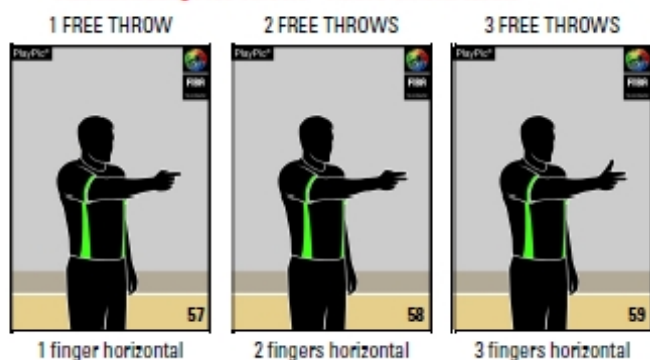 1 FREE THROW
2 FREE THROWS
3 FREE THROWS
PlayPic®
FIBA
PlayPic®
FIBA
PlayPic®
FIBA
57
58
59
1 finger horizontal
2 fingers horizontal
3 fingers horizontal